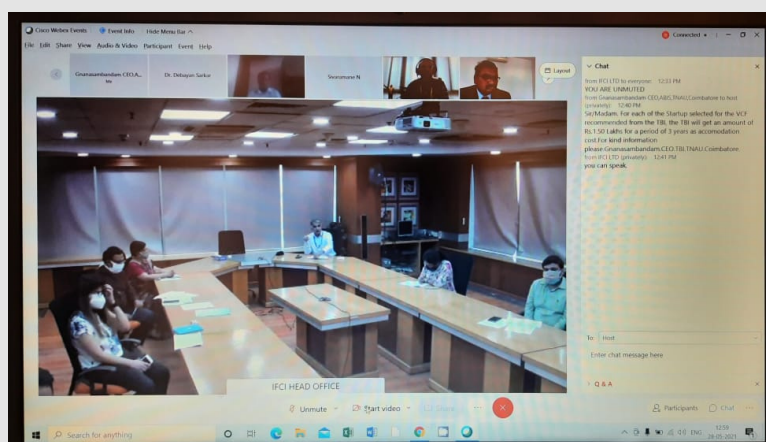 Cisco Webex Events
Event Info
Hide Menu Bar
Connected
File Edit Share View Audio & Video Participant Event Help
Gnanasambandam CEO,A...
Dr. Debayan Sarkar
Layout
Chat
from IFCI LTD to everyone: 12:33 PM
YOU ARE UNMUTED
from Gnanasambandam CEO,ABIS,TNAU,Coimbatore to host
(privately): 12:40 PM
Sir/Madam. For each of the Startup selected for the VCF
recommended from the TBI, the TBI will get an amount of
Rs.1.50 Lakhs for a period of 3 years as accomodation
cost.For kind information
please.Gnanasambandam,CEO.TBI,TNAU,Coimbatore
from IFCI LTD (privately): 12:41 PM
you can speak.
To Host
Enter chat message here
Q & A
IFCI HEAD OFFICE
Unmute
Start video
Participants
Chat
Search for anything
ENG
12:59
28-05-2021